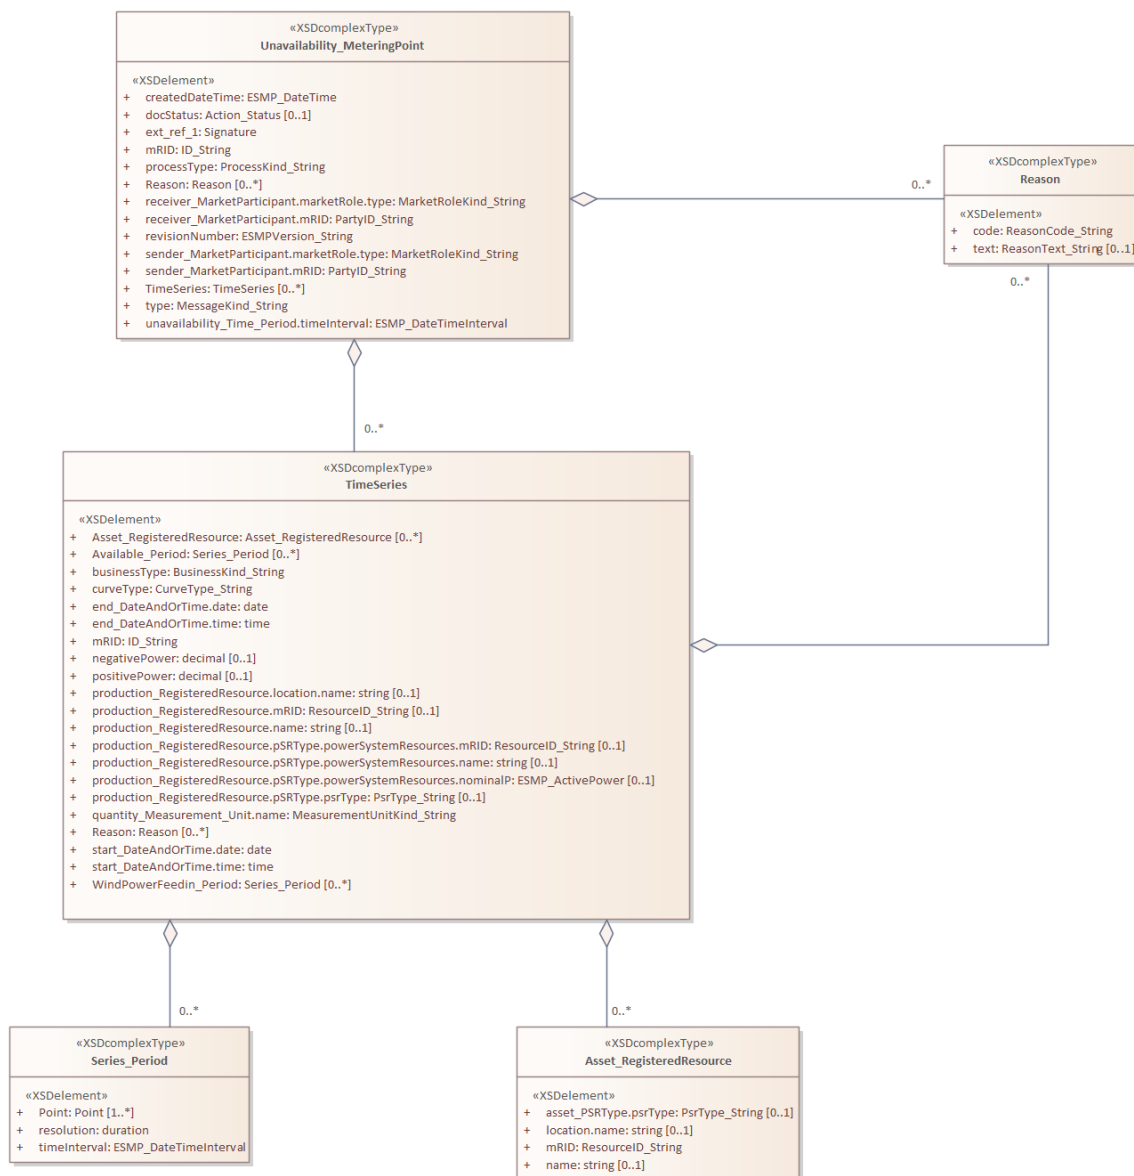 «XSDcomplexType»
Unavailability_MeteringPoint
«XSDelement»
+ createdDateTime: ESMP_DateTime
+ docStatus: Action_Status [0..1]
+ ext_ref_1: Signature
+ mRID: ID_String
+ processType: ProcessKind_String
+ Reason: Reason [0..*]
+ receiver_MarketParticipant.marketRole.type: MarketRoleKind_String
+ receiver_MarketParticipant.mRID: PartyID_String
+ revisionNumber: ESMPVersion_String
+ sender_MarketParticipant.marketRole.type: MarketRoleKind_String
+ sender_MarketParticipant.mRID: PartyID_String
+ TimeSeries: TimeSeries [0..*]
+ type: MessageKind_String
+ unavailability_Time_Period.timeInterval: ESMP_DateTimeInterval
0..*
«XSDcomplexType»
Reason
«XSDelement»
+ code: ReasonCode_String
+ text: ReasonText_String [0..1]
0..*
0..*
«XSDcomplexType»
TimeSeries
«XSDelement»
+ Asset_RegisteredResource: Asset_RegisteredResource [0..*]
+ Available_Period: Series_Period [0..*]
+ businessType: BusinessKind_String
+ curveType: CurveType_String
+ end_DateAndOrTime.date: date
+ end_DateAndOrTime.time: time
+ mRID: ID_String
+ negativePower: decimal [0..1]
+ positivePower: decimal [0..1]
+ production_RegisteredResource.location.name: string [0..1]
+ production_RegisteredResource.mRID: ResourceID_String [0..1]
+ production_RegisteredResource.name: string [0..1]
+ production_RegisteredResource.pSRType.powerSystemResources.mRID: ResourceID_String [0..1]
+ production_RegisteredResource.pSRType.powerSystemResources.name: string [0..1]
+ production_RegisteredResource.pSRType.powerSystemResources.nominalP: ESMP_ActivePower [0..1]
+ production_RegisteredResource.pSRType.psrType: PsrType_String [0..1]
+ quantity_Measurement_Unit.name: MeasurementUnitKind_String
+ Reason: Reason [0..*]
+ start_DateAndOrTime.date: date
+ start_DateAndOrTime.time: time
+ WindPowerFeedin_Period: Series_Period [0..*]
0..*
0..*
«XSDcomplexType»
Series_Period
«XSDelement»
+ Point: Point [1..*]
+ resolution: duration
+ timeInterval: ESMP_DateTimeInterval
«XSDcomplexType»
Asset_RegisteredResource
«XSDelement»
+ asset_PSRType.psrType: PsrType_String [0..1]
+ location.name: string [0..1]
+ mRID: ResourceID_String
+ name: string [0..1]